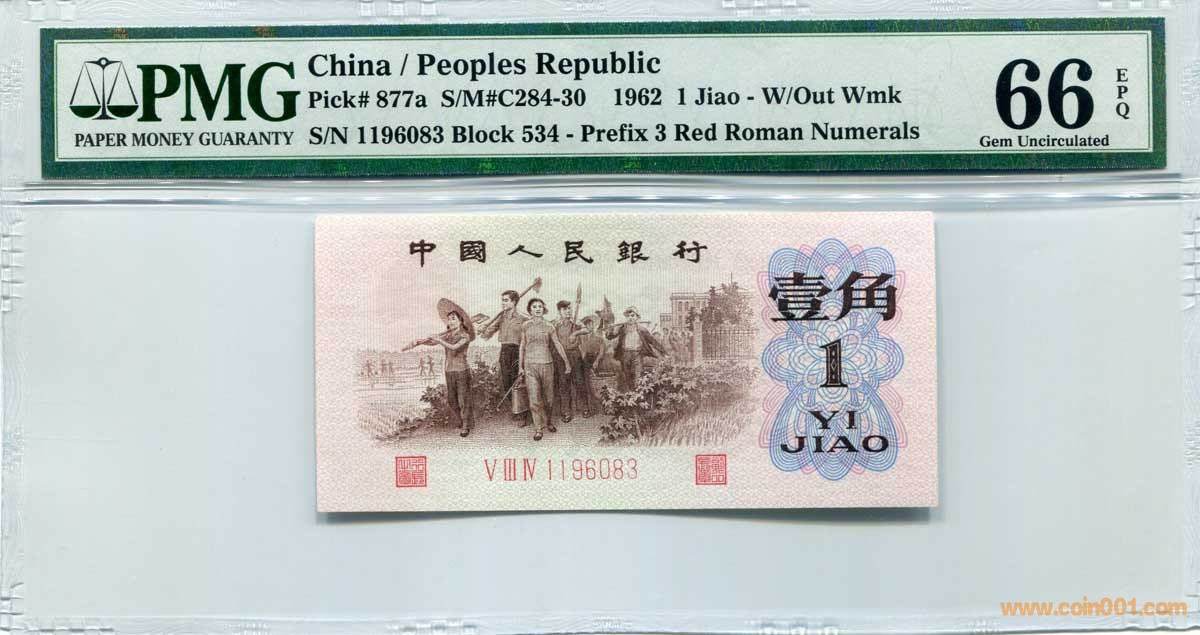 PMG
PAPER MONEY GUARANTY
China / Peoples Republic
Pick# 877a S/M#C284-30 1962 1 Jiao - W/Out Wmk
S/N 1196083 Block 534 - Prefix 3 Red Roman Numerals
66
EPQ
Gem Uncirculated
中國人民銀行
壹角
1
YI
JIAO
V III IV 1196083
www.coin001.com